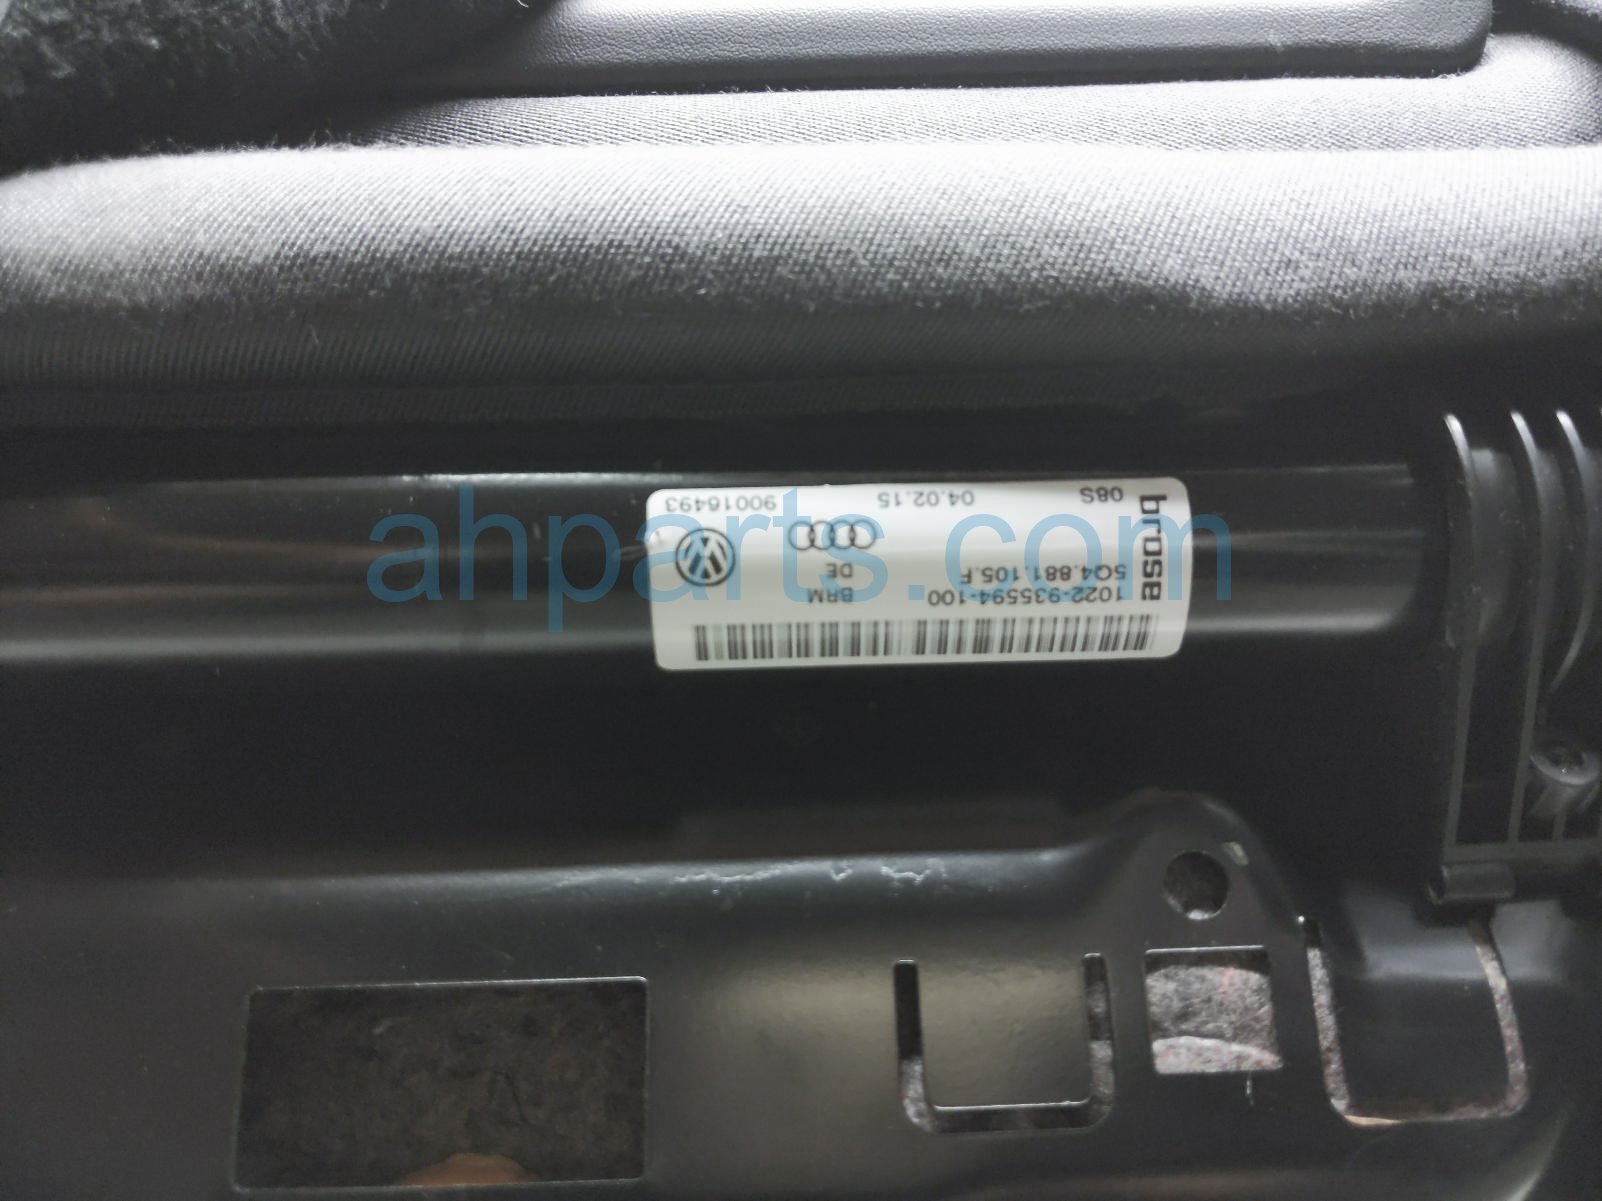 1022-935594-100 BRM
5Q4.881.105.F DE
brose
08S 04.02.15 90016493
ahparts.com